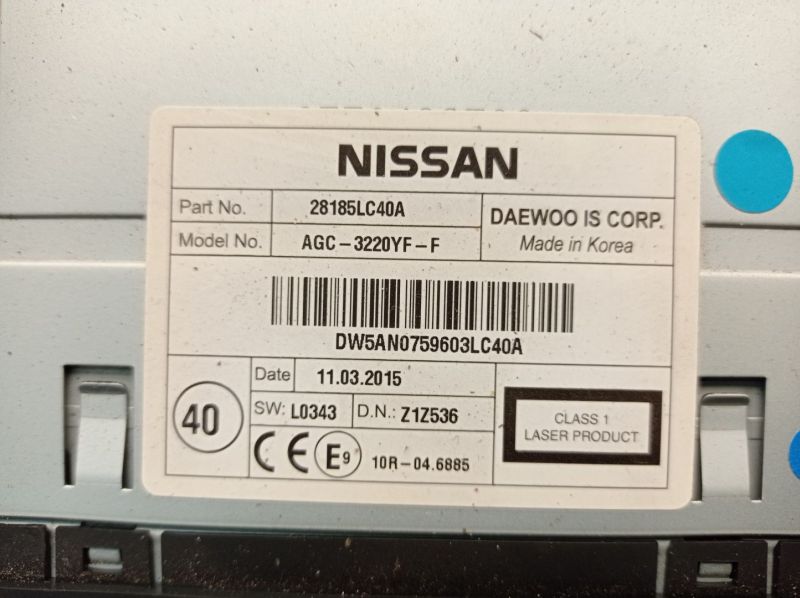 NISSAN
Part No. 28185LC40A
Model No. AGC-3220YF-F
DAEWOO IS CORP.
Made in Korea
DW5AN0759603LC40A
40
Date 11.03.2015
SW: L0343 D.N.: Z1Z536
CE E9 10R-04.6885
CLASS 1
LASER PRODUCT